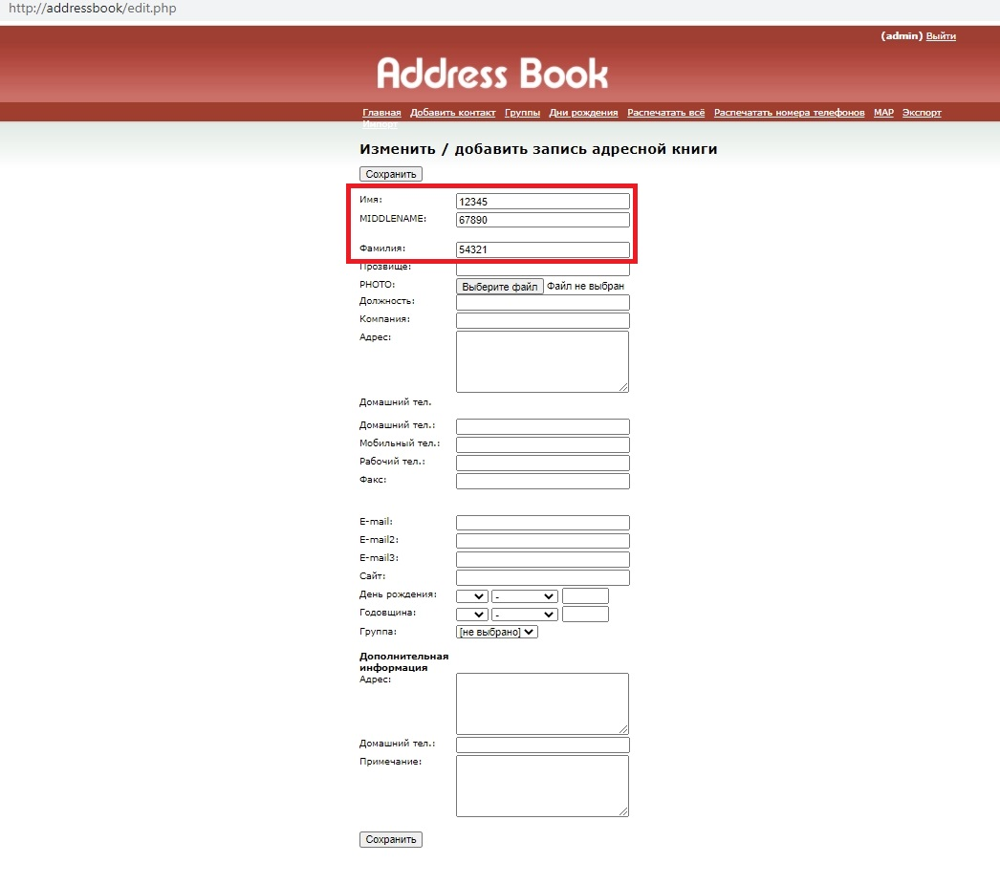 http://addressbook/edit.php
(admin) Выйти
Address Book
Главная Добавить контакт Группы Дни рождения Распечатать всё Распечатать номера телефонов MAP Экспорт
Импорт
Изменить / добавить запись адресной книги
Сохранить
Имя: 12345
MIDDLENAME: 67890
Фамилия: 54321
Прозвище:
PHOTO: Выберите файл Файл не выбран
Должность:
Компания:
Адрес:
Домашний тел.
Домашний тел.:
Мобильный тел.:
Рабочий тел.:
Факс:
E-mail:
E-mail2:
E-mail3:
Сайт:
День рождения: -
Годовщина: -
Группа: [не выбрано]
Дополнительная
информация
Адрес:
Домашний тел.:
Примечание:
Сохранить